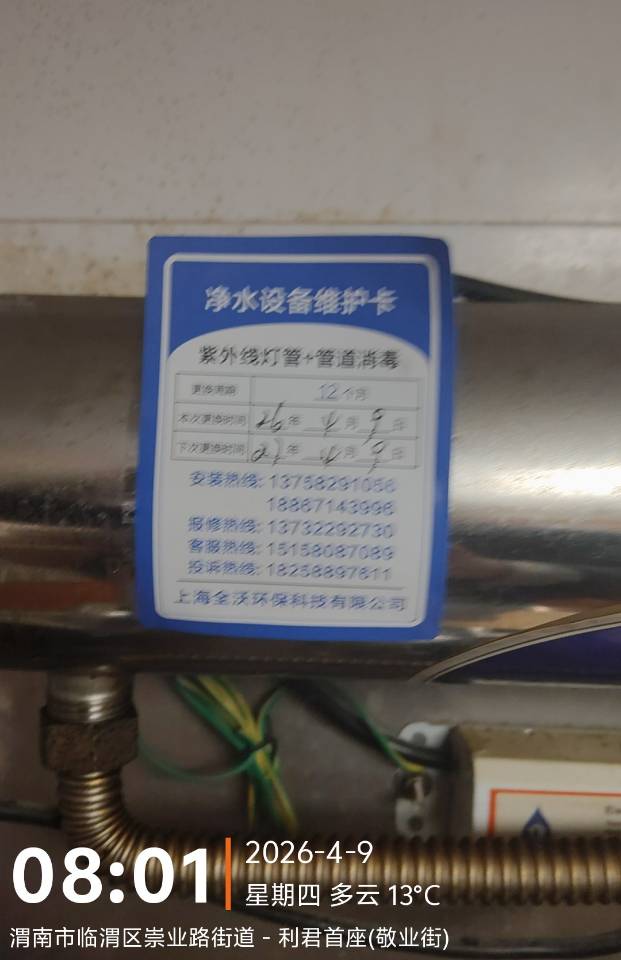 净水设备维护卡
紫外线灯管+管道消毒
更换周期 12个月
本次更换时间 26年 4月 9日
下次更换时间 27年 4月 9日
安装热线: 13758291056
18867143996
报修热线: 13732292730
客服热线: 15158087089
投诉热线: 18258897611
上海全沃环保科技有限公司
08:01
2026-4-9
星期四 多云 13°C
渭南市临渭区崇业路街道 - 利君首座(敬业街)